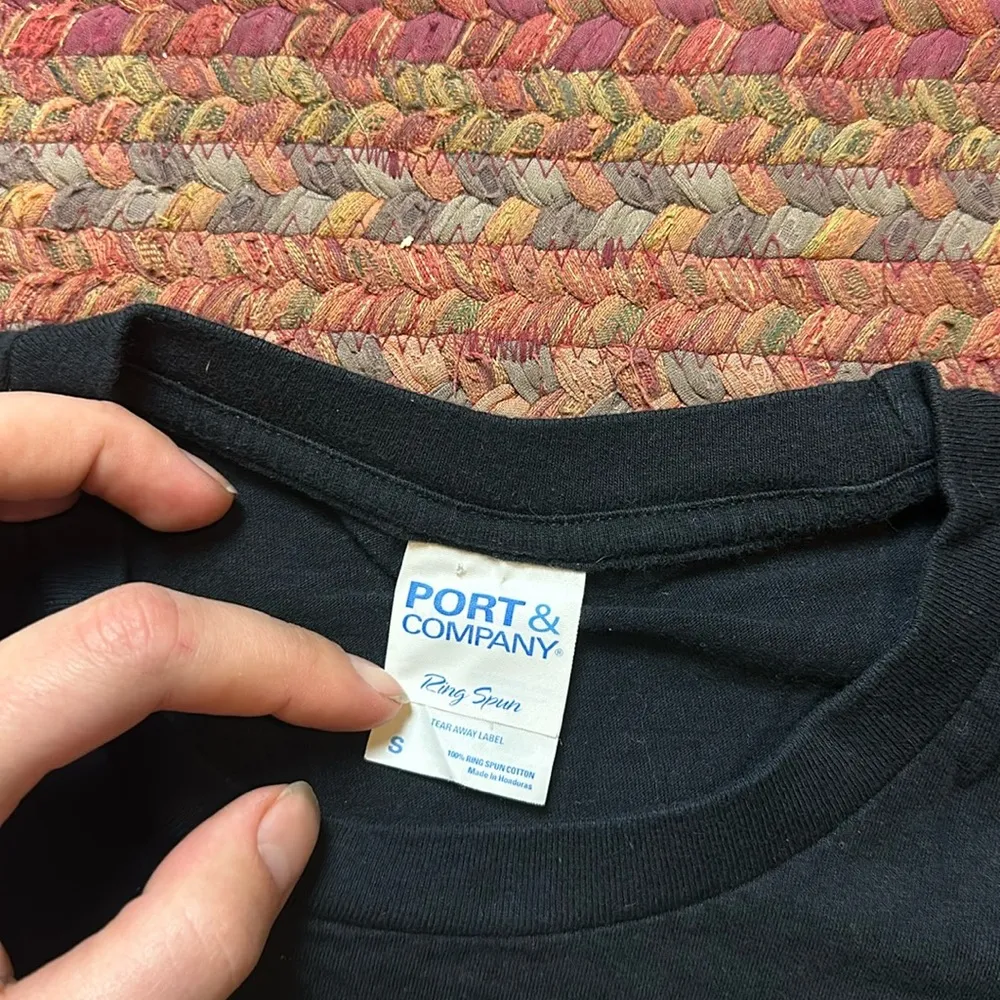 PORT &
COMPANY®
Ring Spun
TEAR AWAY LABEL
S
100% RING SPUN COTTON
Made in Honduras